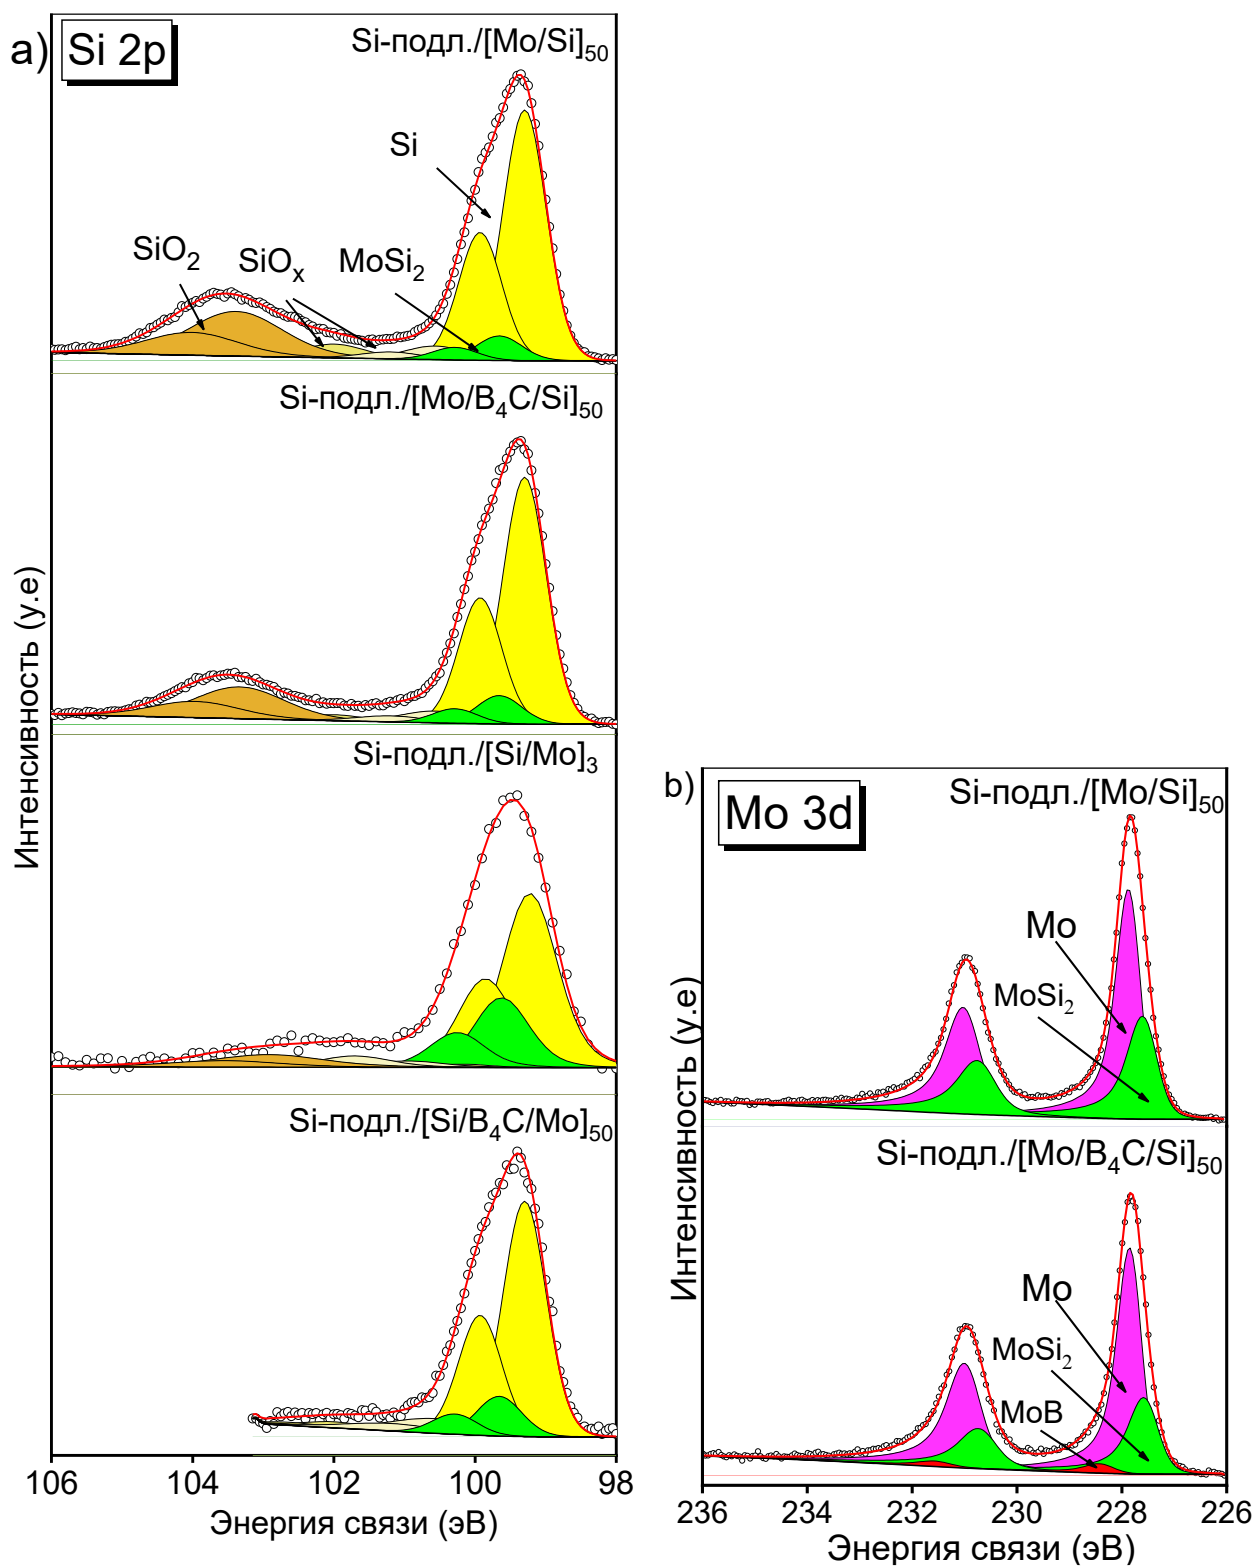 a)
Si 2p
Si-подл./[Mo/Si]50
Si
SiO2
SiOx
MoSi2
Si-подл./[Mo/B4C/Si]50
Si-подл./[Si/Mo]3
Si-подл./[Si/B4C/Mo]50
Интенсивность (у.е)
106 104 102 100 98
Энергия связи (эВ)
b)
Mo 3d
Si-подл./[Mo/Si]50
Mo
MoSi2
Si-подл./[Mo/B4C/Si]50
Mo
MoSi2
MoB
Интенсивность (у.е)
236 234 232 230 228 226
Энергия связи (эВ)